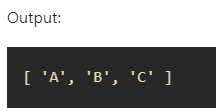 Output:
[ 'A', 'B', 'C' ]